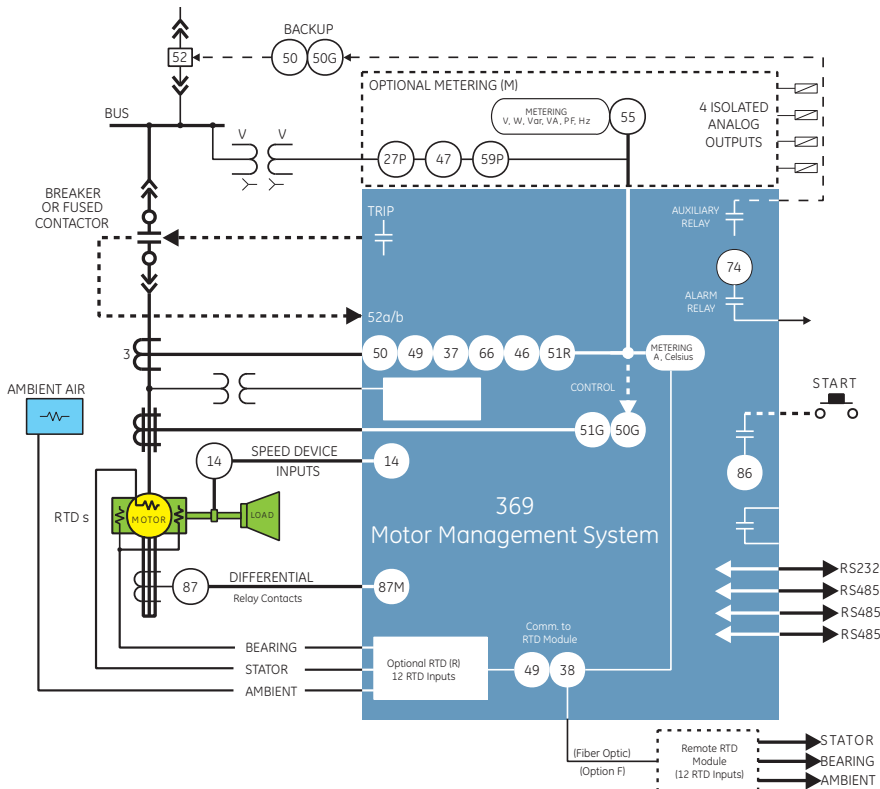 BACKUP
52
50
50G
OPTIONAL METERING (M)
METERING
V, W, Var, VA, PF, Hz
55
4 ISOLATED
ANALOG
OUTPUTS
BUS
V
V
27P
47
59P
BREAKER
OR FUSED
CONTACTOR
TRIP
AUXILIARY
RELAY
74
ALARM
RELAY
52a/b
3
50
49
37
66
46
51R
METERING
A, Celsius
CONTROL
AMBIENT AIR
START
51G
50G
14
SPEED DEVICE
INPUTS
14
86
RTD s
MOTOR
LOAD
369
Motor Management System
87
DIFFERENTIAL
Relay Contacts
87M
RS232
RS485
RS485
RS485
Comm. to
RTD Module
BEARING
STATOR
AMBIENT
Optional RTD (R)
12 RTD Inputs
49
38
(Fiber Optic)
(Option F)
Remote RTD
Module
(12 RTD Inputs)
STATOR
BEARING
AMBIENT